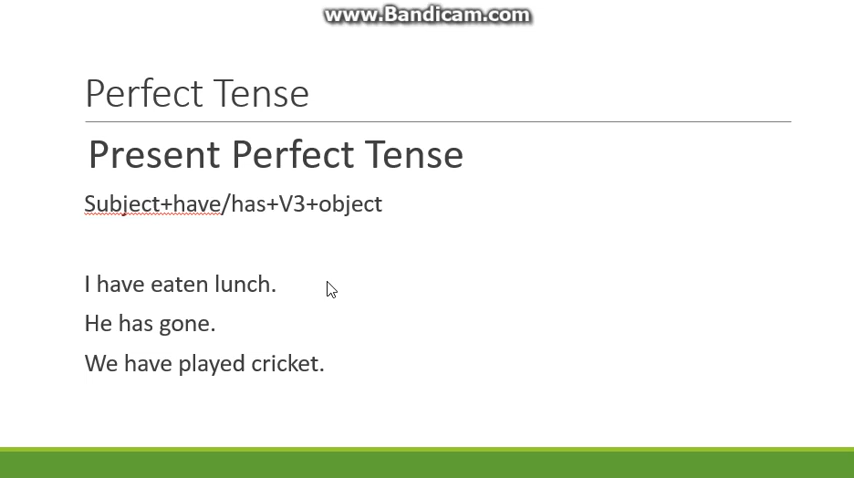 www.Bandicam.com
Perfect Tense
Present Perfect Tense
Subject+have/has+V3+object
I have eaten lunch.
He has gone.
We have played cricket.